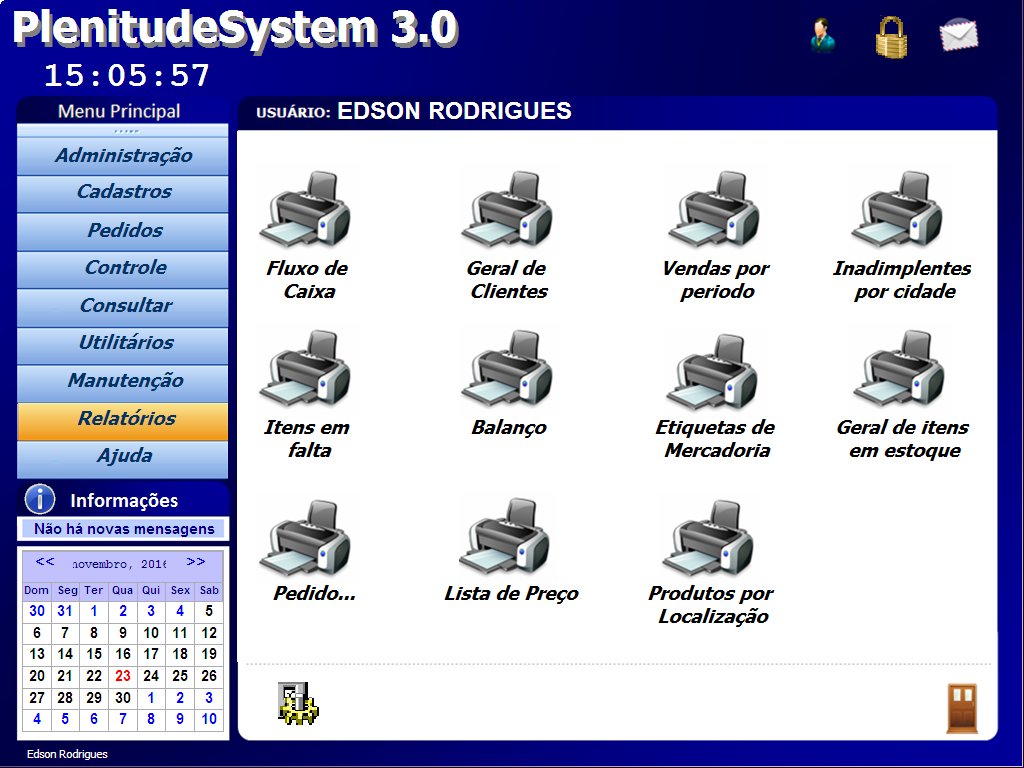 PlenitudeSystem 3.0
15:05:57
Menu Principal
Administração
Cadastros
Pedidos
Controle
Consultar
Utilitários
Manutenção
Relatórios
Ajuda
Informações
Não há novas mensagens
<< novembro, 2016 >>
Dom Seg Ter Qua Qui Sex Sab
30 31 1 2 3 4 5
6 7 8 9 10 11 12
13 14 15 16 17 18 19
20 21 22 23 24 25 26
27 28 29 30 1 2 3
4 5 6 7 8 9 10
USUÁRIO: EDSON RODRIGUES
Fluxo de
Caixa
Geral de
Clientes
Vendas por
periodo
Inadimplentes
por cidade
Itens em
falta
Balanço
Etiquetas de
Mercadoria
Geral de itens
em estoque
Pedido...
Lista de Preço
Produtos por
Localização
Edson Rodrigues